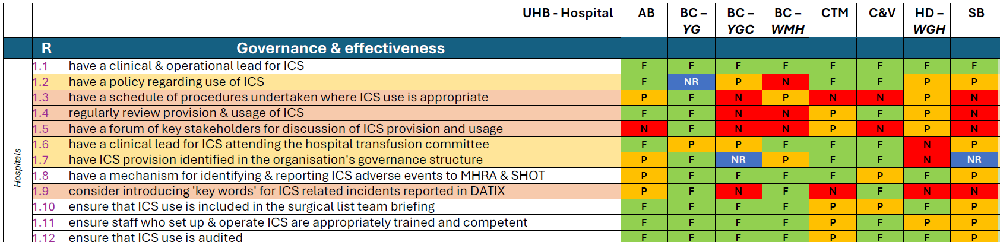 UHB - Hospital AB BC – YG BC – YGC BC – WMH CTM C&V HD – WGH SB
R Governance & effectiveness
Hospitals
1.1 have a clinical & operational lead for ICS F F F F F F F F
1.2 have a policy regarding use of ICS F NR P N F F P P
1.3 have a schedule of procedures undertaken where ICS use is appropriate P F N P N N P N
1.4 regularly review provision & usage of ICS F F N N P F P N
1.5 have a forum of key stakeholders for discussion of ICS provision and usage N F N N P N P N
1.6 have a clinical lead for ICS attending the hospital transfusion committee F P P F F F N P
1.7 have ICS provision identified in the organisation's governance structure P F NR P F F N NR
1.8 have a mechanism for identifying & reporting ICS adverse events to MHRA & SHOT P F F F F P F P
1.9 consider introducing 'key words' for ICS related incidents reported in DATIX P F N F N F N N
1.10 ensure that ICS use is included in the surgical list team briefing F F F F P P F P
1.11 ensure staff who set up & operate ICS are appropriately trained and competent F F F F P F P P
1.12 ensure that ICS use is audited F F F F P F F P